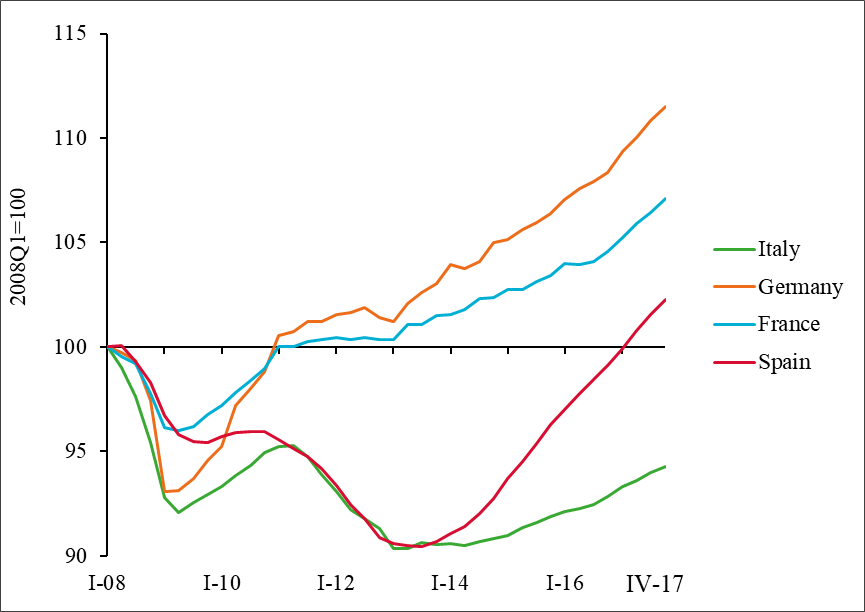 115
110
105
100
95
90
2008Q1=100
I-08
I-10
I-12
I-14
I-16
IV-17
Italy
Germany
France
Spain